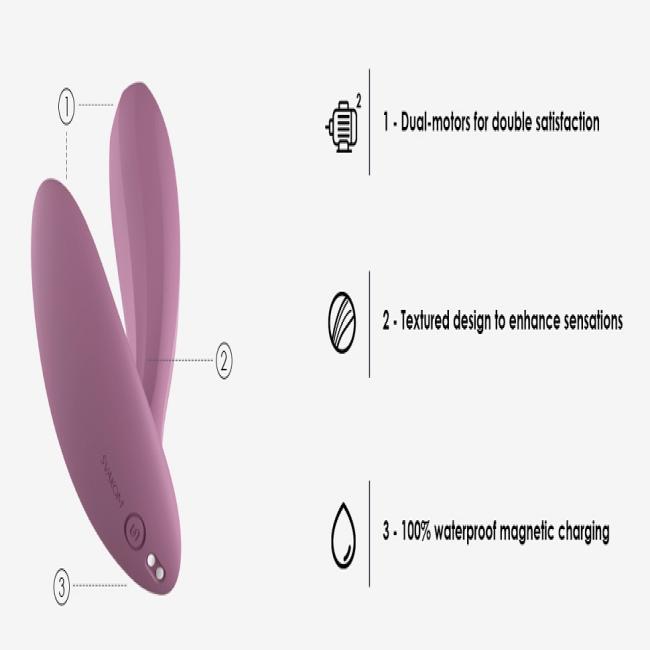 1
2
1 - Dual-motors for double satisfaction
2 - Textured design to enhance sensations
2
SVAKOM
S
3 - 100% waterproof magnetic charging
3